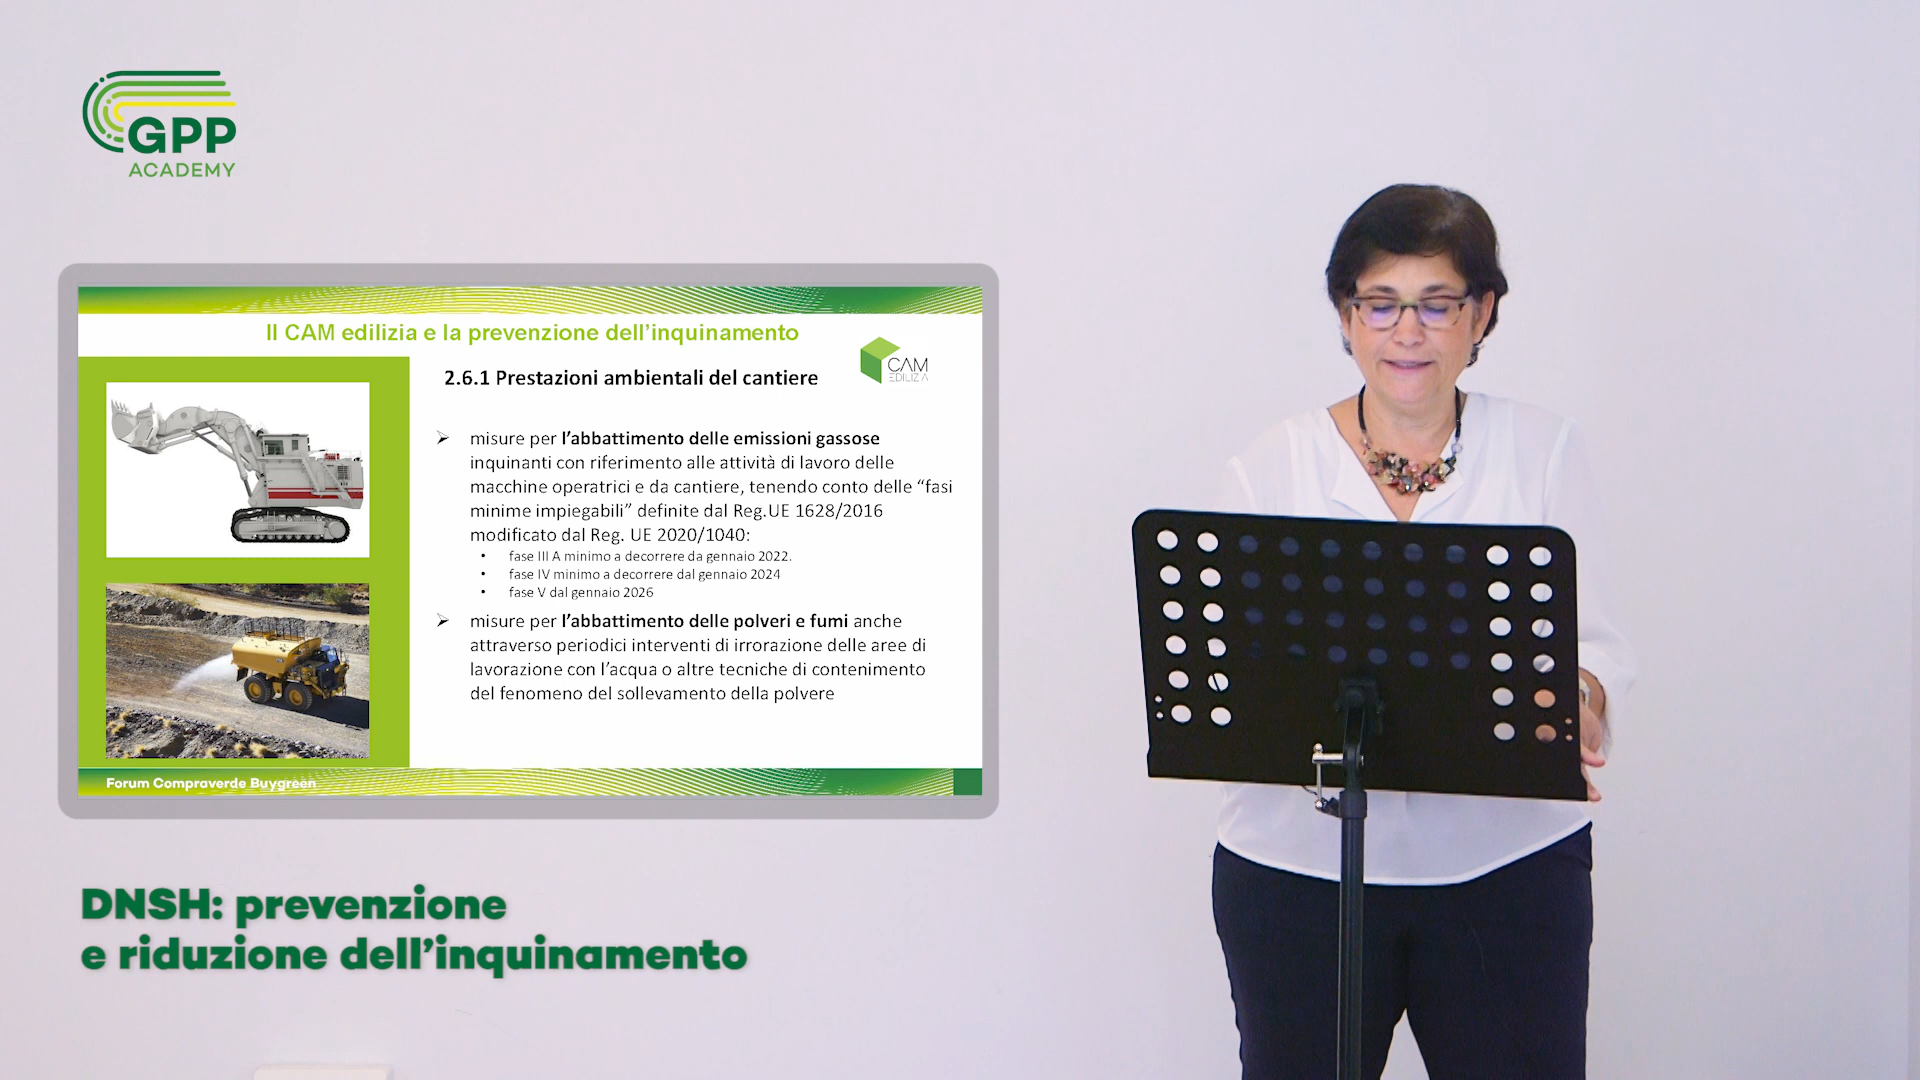 GPP
ACADEMY
Il CAM edilizia e la prevenzione dell’inquinamento
CAM
EDILIZIA
2.6.1 Prestazioni ambientali del cantiere
➢ misure per l’abbattimento delle emissioni gassose
inquinanti con riferimento alle attività di lavoro delle
macchine operatrici e da cantiere, tenendo conto delle “fasi
minime impiegabili” definite dal Reg.UE 1628/2016
modificato dal Reg. UE 2020/1040:
• fase III A minimo a decorrere da gennaio 2022.
• fase IV minimo a decorrere dal gennaio 2024
• fase V dal gennaio 2026
➢ misure per l’abbattimento delle polveri e fumi anche
attraverso periodici interventi di irrorazione delle aree di
lavorazione con l’acqua o altre tecniche di contenimento
del fenomeno del sollevamento della polvere
Forum Compraverde Buygreen
DNSH: prevenzione
e riduzione dell’inquinamento